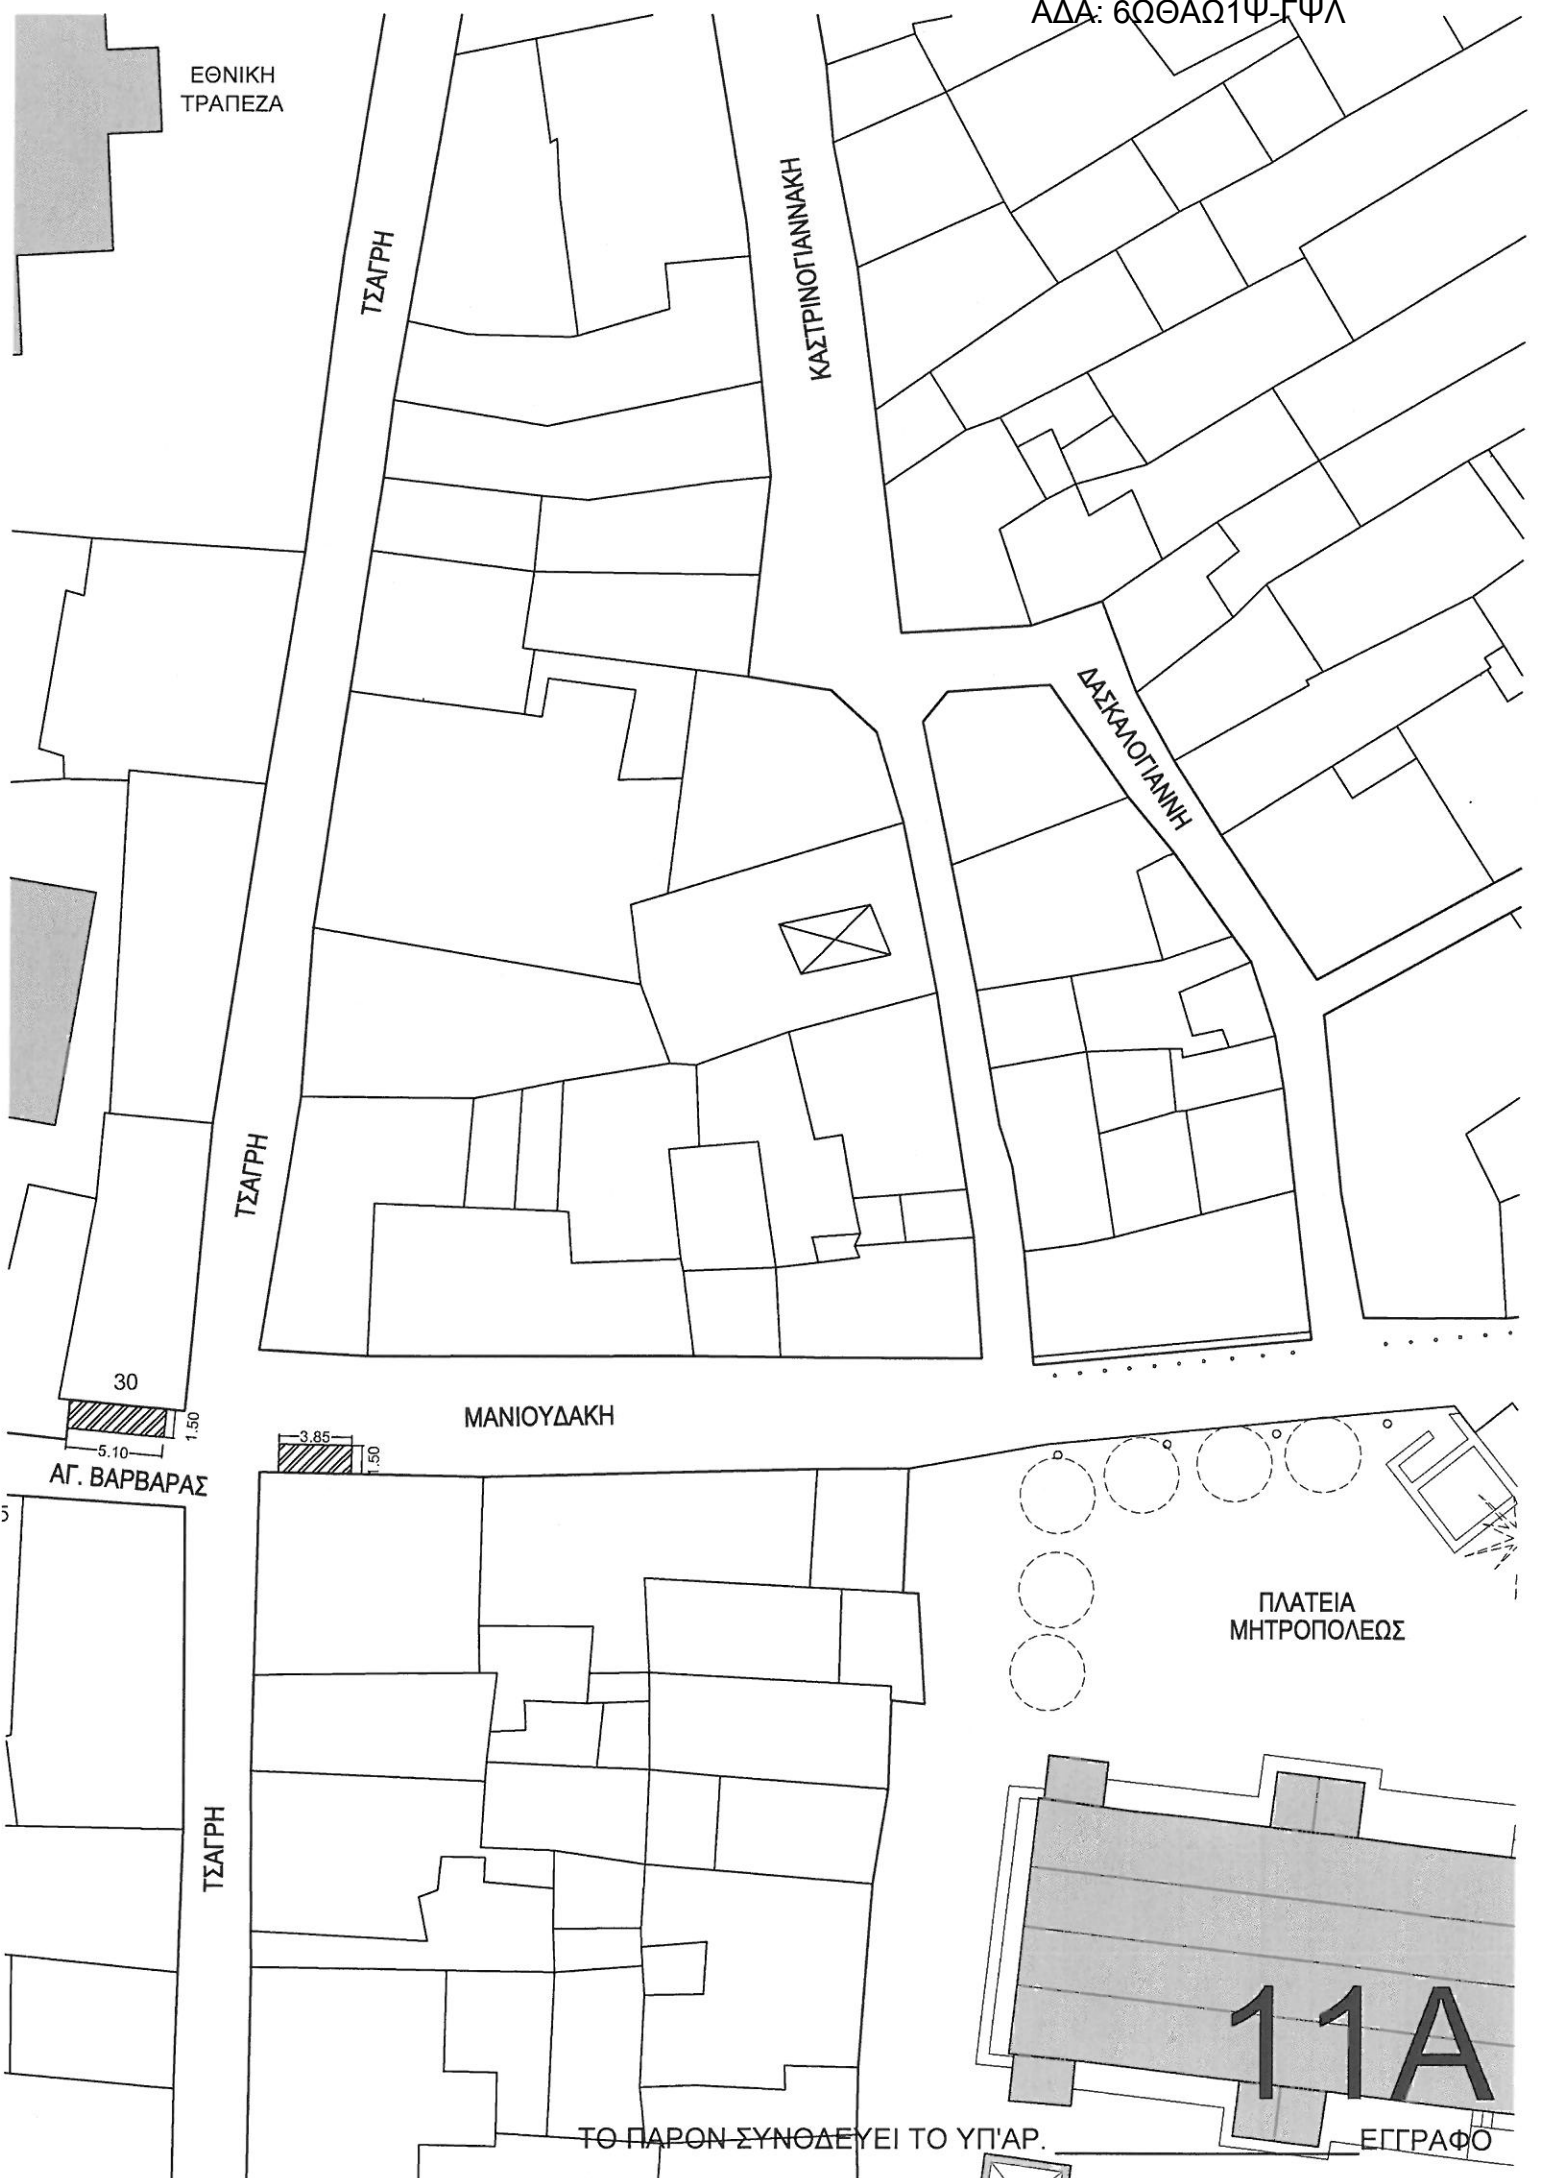 ΑΔΑ: 6ΩΘΑΩ1Ψ-ΓΨΛ
ΕΘΝΙΚΗ
ΤΡΑΠΕΖΑ
ΤΣΑΓΡΗ
ΚΑΣΤΡΙΝΟΓΙΑΝΝΑΚΗ
ΔΑΣΚΑΛΟΓΙΑΝΝΗ
ΤΣΑΓΡΗ
30
1.50
5.10
ΜΑΝΙΟΥΔΑΚΗ
3.85
1.50
ΑΓ. ΒΑΡΒΑΡΑΣ
5
ΠΛΑΤΕΙΑ
ΜΗΤΡΟΠΟΛΕΩΣ
ΤΣΑΓΡΗ
11Α
ΤΟ ΠΑΡΟΝ ΣΥΝΟΔΕΥΕΙ ΤΟ ΥΠ'ΑΡ. ΕΓΓΡΑΦΟ